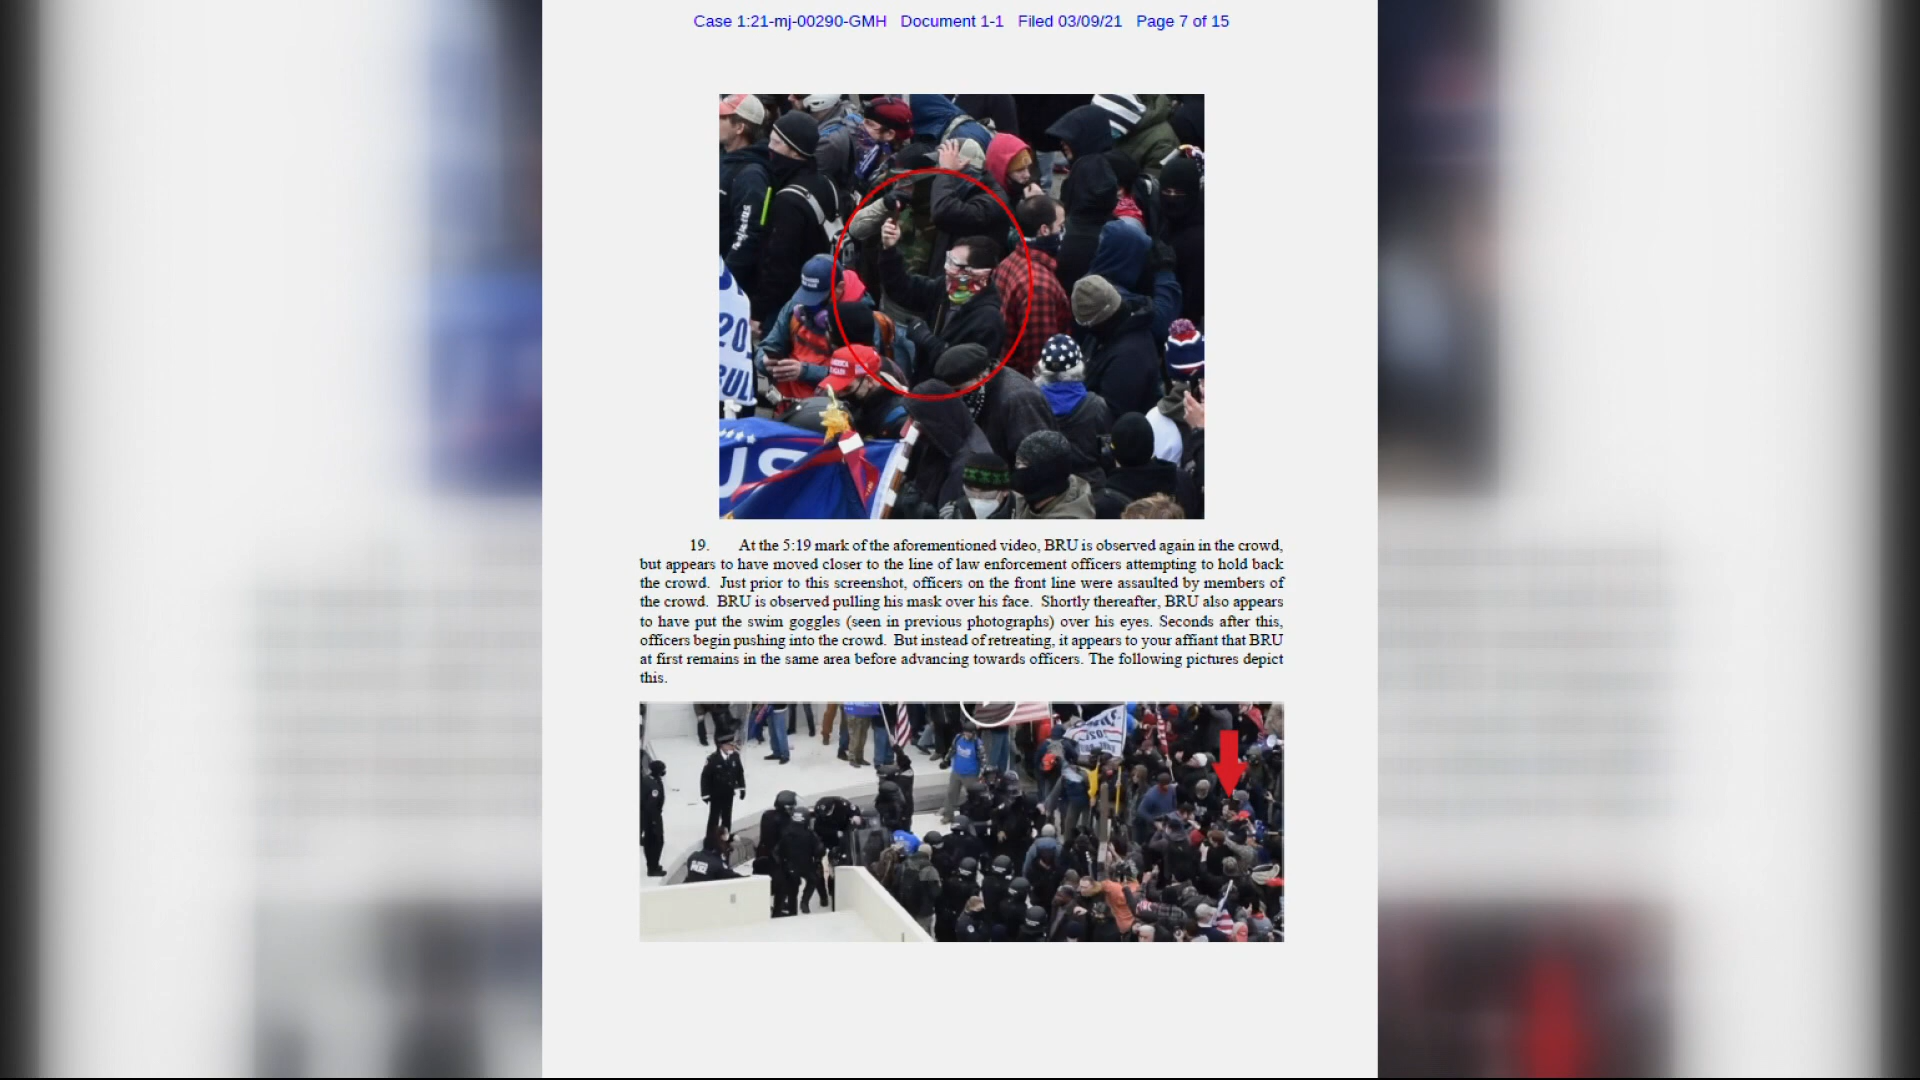 Case 1:21-mj-00290-GMH Document 1-1 Filed 03/09/21 Page 7 of 15
20
19. At the 5:19 mark of the aforementioned video, BRU is observed again in the crowd,
but appears to have moved closer to the line of law enforcement officers attempting to hold back
the crowd. Just prior to this screenshot, officers on the front line were assaulted by members of
the crowd. BRU is observed pulling his mask over his face. Shortly thereafter, BRU also appears
to have put the swim goggles (seen in previous photographs) over his eyes. Seconds after this,
officers begin pushing into the crowd. But instead of retreating, it appears to your affiant that BRU
at first remains in the same area before advancing towards officers. The following pictures depict
this.